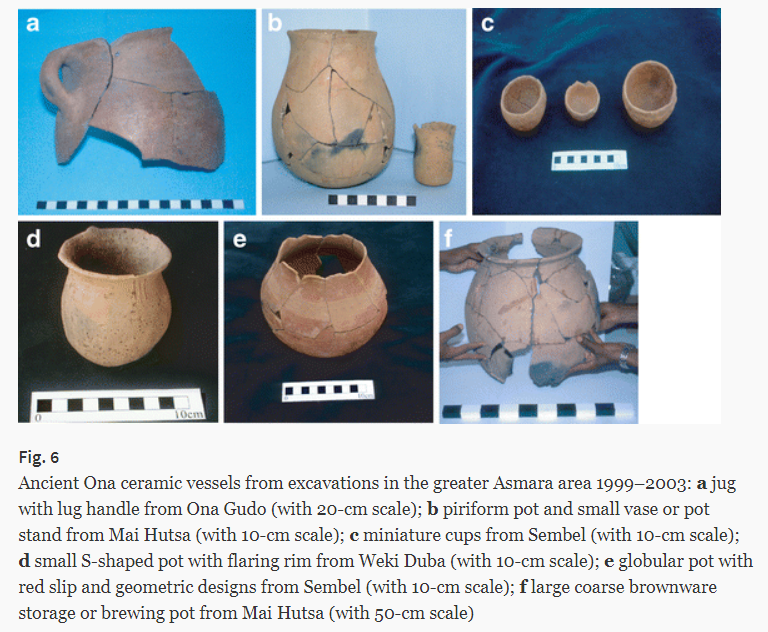 a
b
c
d
0
10cm
e
f
Fig. 6
Ancient Ona ceramic vessels from excavations in the greater Asmara area 1999–2003: a jug
with lug handle from Ona Gudo (with 20-cm scale); b piriform pot and small vase or pot
stand from Mai Hutsa (with 10-cm scale); c miniature cups from Sembel (with 10-cm scale);
d small S-shaped pot with flaring rim from Weki Duba (with 10-cm scale); e globular pot with
red slip and geometric designs from Sembel (with 10-cm scale); f large coarse brownware
storage or brewing pot from Mai Hutsa (with 50-cm scale)